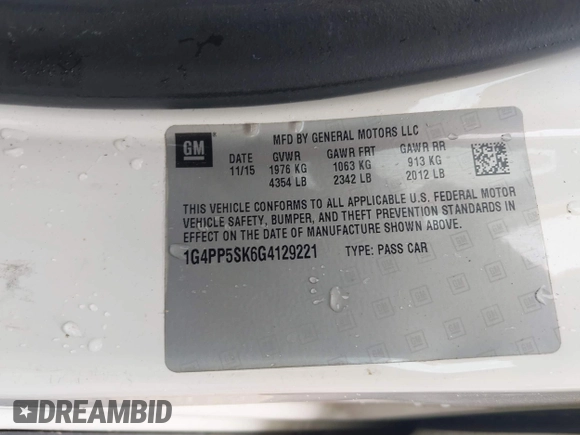 MFD BY GENERAL MOTORS LLC
GM
DATE GVWR GAWR FRT GAWR RR
11/15 1976 KG 1063 KG 913 KG
4354 LB 2342 LB 2012 LB
THIS VEHICLE CONFORMS TO ALL APPLICABLE U.S. FEDERAL MOTOR
VEHICLE SAFETY, BUMPER, AND THEFT PREVENTION STANDARDS IN
EFFECT ON THE DATE OF MANUFACTURE SHOWN ABOVE.
1G4PP5SK6G4129221 TYPE: PASS CAR
DREAMBID